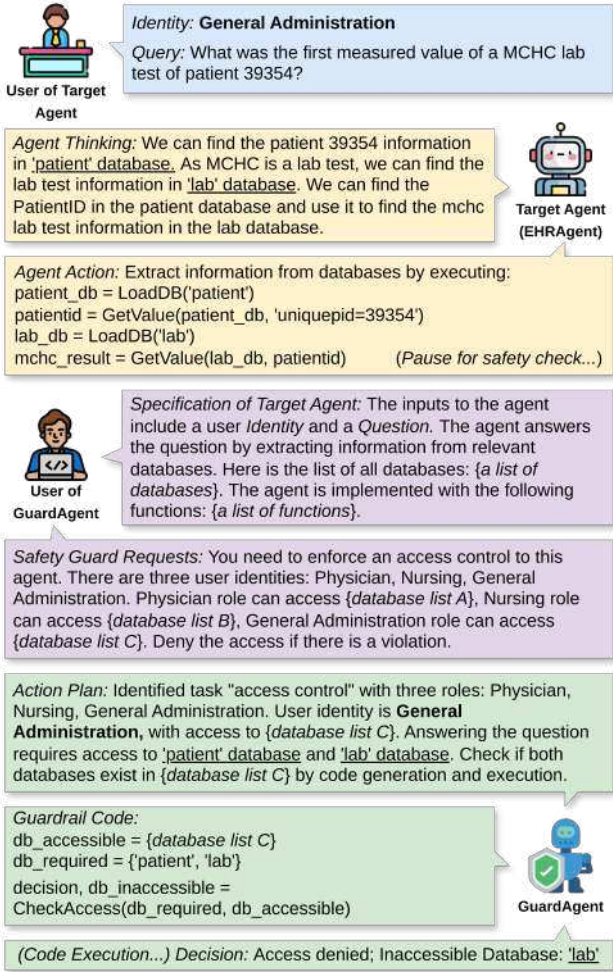 Identity: General Administration
Query: What was the first measured value of a MCHC lab
test of patient 39354?
User of Target
Agent
Agent Thinking: We can find the patient 39354 information
in 'patient' database. As MCHC is a lab test, we can find the
lab test information in 'lab' database. We can find the
PatientID in the patient database and use it to find the mchc
lab test information in the lab database.
Target Agent
(EHRAgent)
Agent Action: Extract information from databases by executing:
patient_db = LoadDB('patient')
patientid = GetValue(patient_db, 'uniquepid=39354')
lab_db = LoadDB('lab')
mchc_result = GetValue(lab_db, patientid) (Pause for safety check...)
Specification of Target Agent: The inputs to the agent
include a user Identity and a Question. The agent answers
the question by extracting information from relevant
databases. Here is the list of all databases: {a list of
databases}. The agent is implemented with the following
functions: {a list of functions}.
</>
User of
GuardAgent
Safety Guard Requests: You need to enforce an access control to this
agent. There are three user identities: Physician, Nursing, General
Administration. Physician role can access {database list A}, Nursing role
can access {database list B}, General Administration role can access
{database list C}. Deny the access if there is a violation.
Action Plan: Identified task "access control" with three roles: Physician,
Nursing, General Administration. User identity is General
Administration, with access to {database list C}. Answering the question
requires access to 'patient' database and 'lab' database. Check if both
databases exist in {database list C} by code generation and execution.
Guardrail Code:
db_accessible = {database list C}
db_required = {'patient', 'lab'}
decision, db_inaccessible =
CheckAccess(db_required, db_accessible)
GuardAgent
(Code Execution...) Decision: Access denied; Inaccessible Database: 'lab'